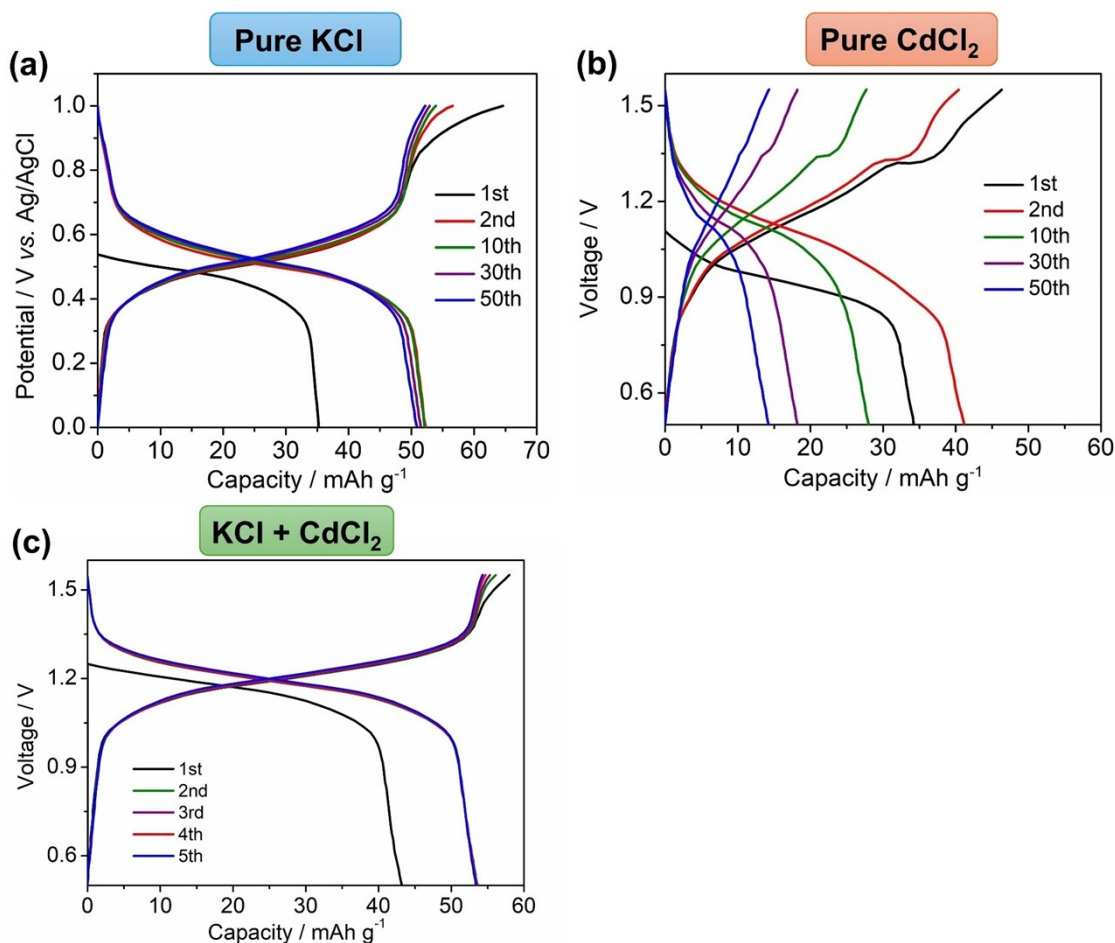 Pure KCl
(a)
1.0
0.8
0.6
0.4
0.2
0.0
Potential / V vs. Ag/AgCl
1st
2nd
10th
30th
50th
0 10 20 30 40 50 60 70
Capacity / mAh g⁻¹
Pure CdCl₂
(b)
1.5
1.2
0.9
0.6
Voltage / V
1st
2nd
10th
30th
50th
0 10 20 30 40 50 60
Capacity / mAh g⁻¹
KCl + CdCl₂
(c)
1.5
1.2
0.9
0.6
Voltage / V
1st
2nd
3rd
4th
5th
0 10 20 30 40 50 60
Capacity / mAh g⁻¹